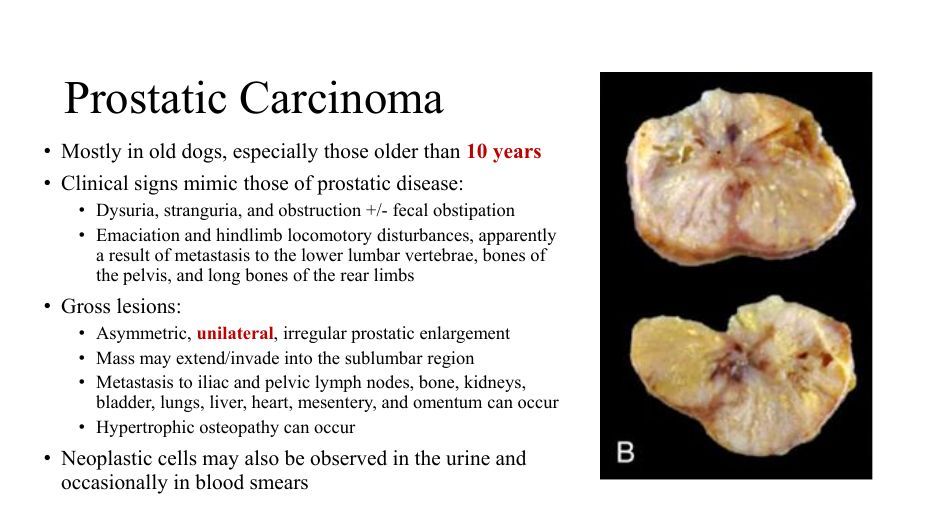 Prostatic Carcinoma
• Mostly in old dogs, especially those older than 10 years
• Clinical signs mimic those of prostatic disease:
• Dysuria, stranguria, and obstruction +/- fecal obstipation
• Emaciation and hindlimb locomotory disturbances, apparently
a result of metastasis to the lower lumbar vertebrae, bones of
the pelvis, and long bones of the rear limbs
• Gross lesions:
• Asymmetric, unilateral, irregular prostatic enlargement
• Mass may extend/invade into the sublumbar region
• Metastasis to iliac and pelvic lymph nodes, bone, kidneys,
bladder, lungs, liver, heart, mesentery, and omentum can occur
• Hypertrophic osteopathy can occur
• Neoplastic cells may also be observed in the urine and
occasionally in blood smears
B